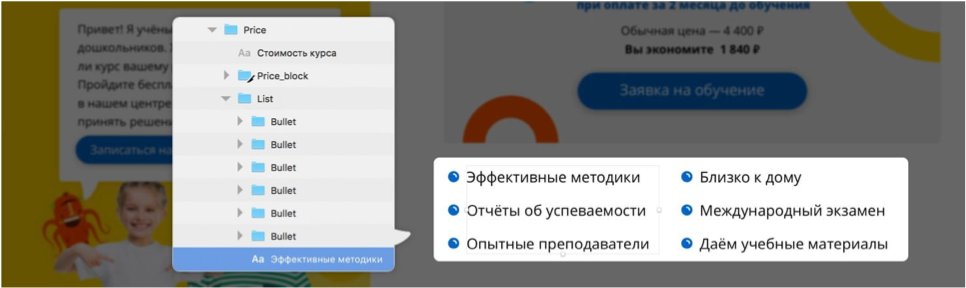 Привет! Я учёны
дошкольников.
ли курс вашему
Пройдите беспл
в нашем центре
принять решени
Записаться на
Price
Aa Стоимость курса
Price_block
List
Bullet
Bullet
Bullet
Bullet
Bullet
Bullet
Aa Эффективные методики
при оплате за 2 месяца до обучения
Обычная цена — 4 400 ₽
Вы экономите 1 840 ₽
Заявка на обучение
Эффективные методики
Отчёты об успеваемости
Опытные преподаватели
Близко к дому
Международный экзамен
Даём учебные материалы